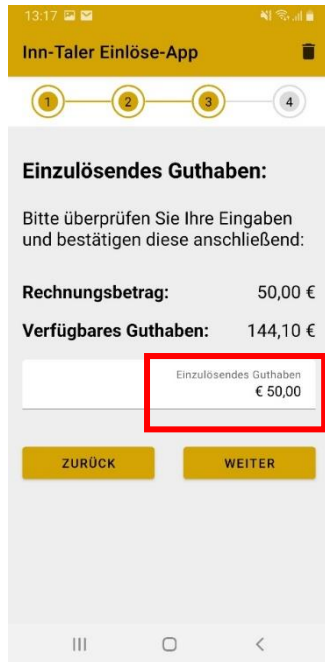 13:17
Inn-Taler Einlöse-App
1 2 3 4
Einzulösendes Guthaben:
Bitte überprüfen Sie Ihre Eingaben
und bestätigen diese anschließend:
Rechnungsbetrag: 50,00 €
Verfügbares Guthaben: 144,10 €
Einzulösendes Guthaben
€ 50,00
ZURÜCK WEITER